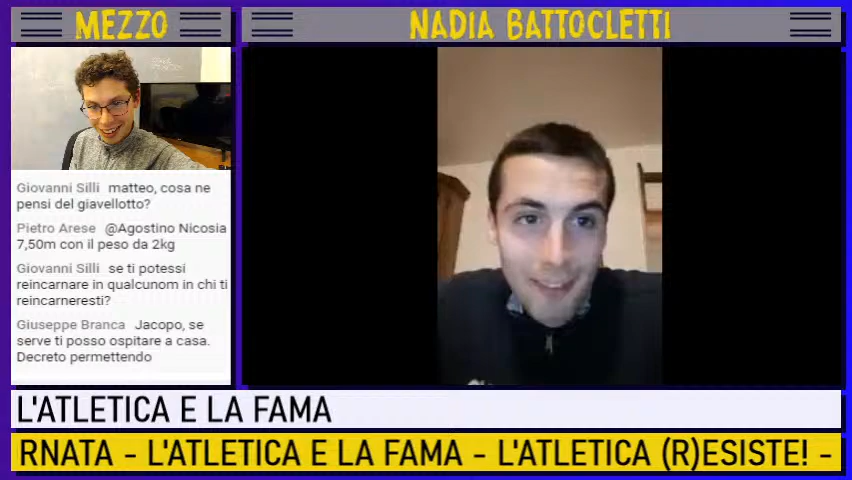 MEZZO
NADIA BATTOCLETTI
Giovanni Silli matteo, cosa ne
pensi del giavellotto?
Pietro Arese @Agostino Nicosia
7,50m con il peso da 2kg
Giovanni Silli se ti potessi
reincarnare in qualcunom in chi ti
reincarneresti?
Giuseppe Branca Jacopo, se
serve ti posso ospitare a casa.
Decreto permettendo
L'ATLETICA E LA FAMA
RNATA - L'ATLETICA E LA FAMA - L'ATLETICA (R)ESISTE! -